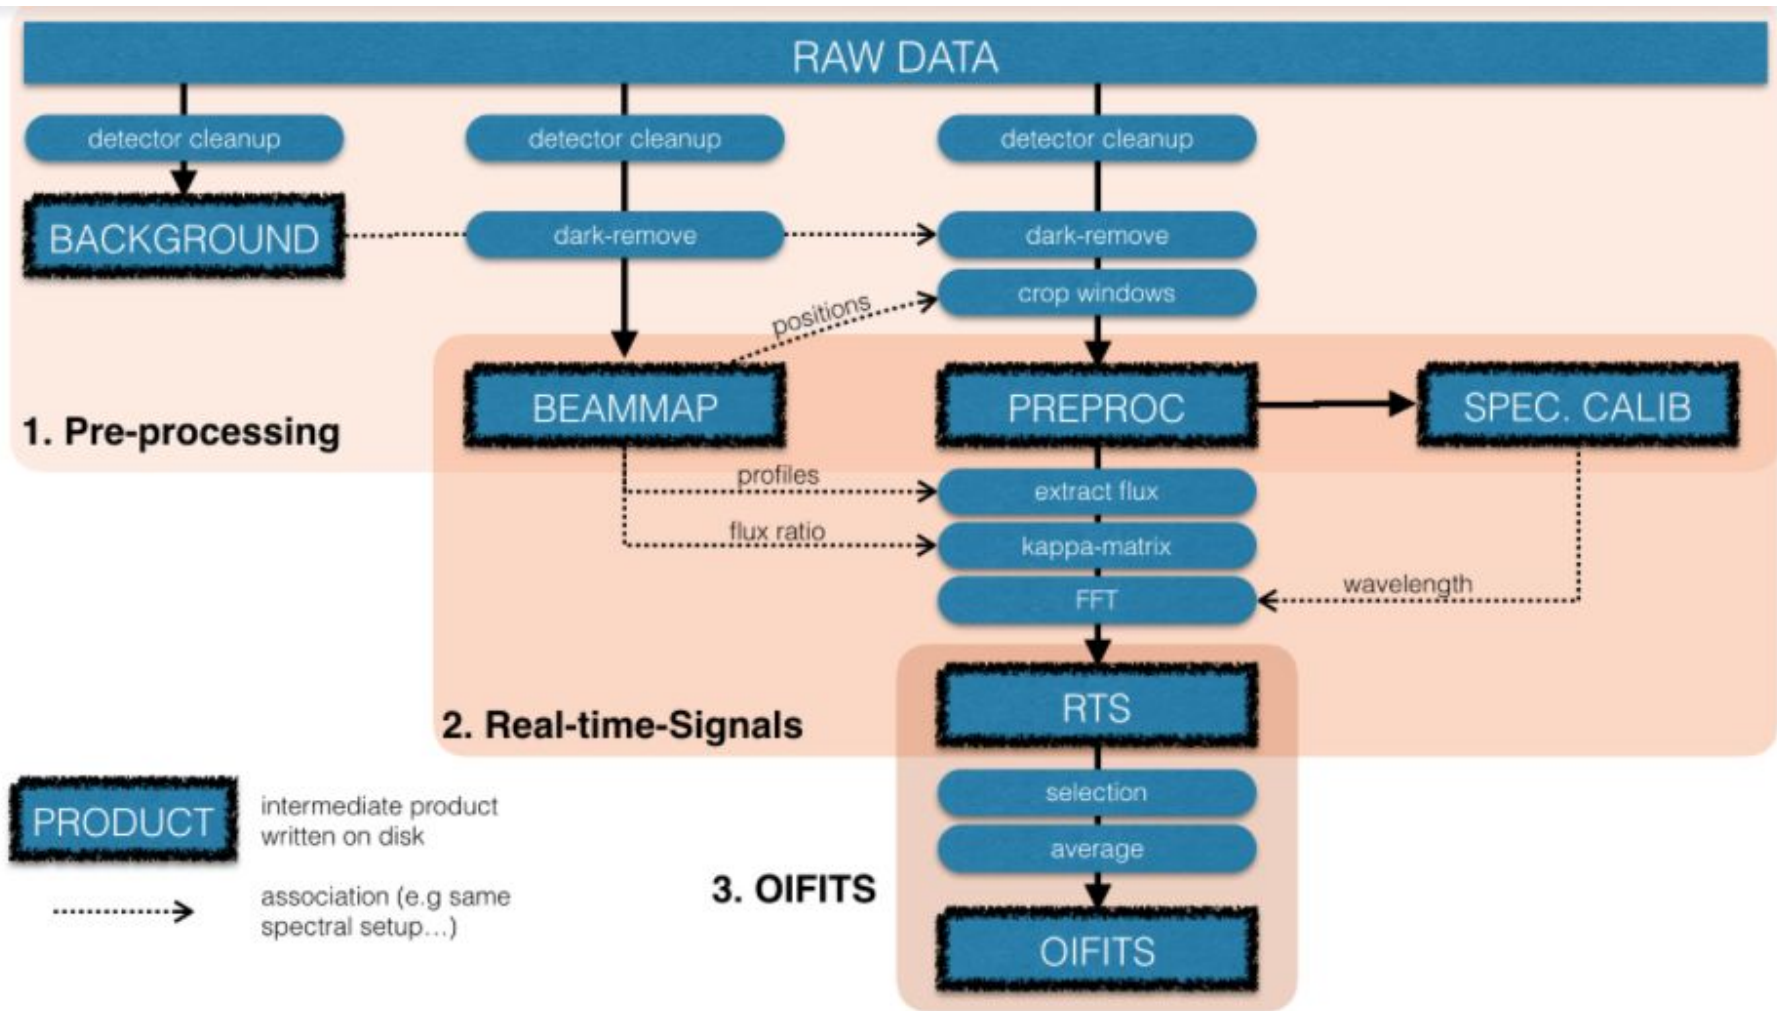 RAW DATA
detector cleanup
detector cleanup
detector cleanup
BACKGROUND
dark-remove
dark-remove
crop windows
positions
BEAMMAP
PREPROC
SPEC. CALIB
1. Pre-processing
profiles
extract flux
flux ratio
kappa-matrix
FFT
wavelength
RTS
2. Real-time-Signals
selection
average
PRODUCT
intermediate product
written on disk
3. OIFITS
association (e.g same
spectral setup…)
OIFITS